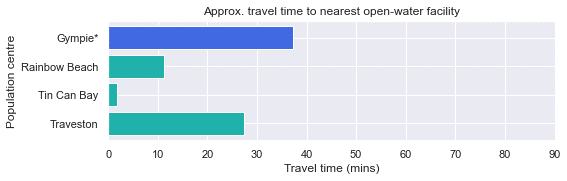 Approx. travel time to nearest open-water facility
Population centre
Gympie*
Rainbow Beach
Tin Can Bay
Traveston
0 10 20 30 40 50 60 70 80 90
Travel time (mins)